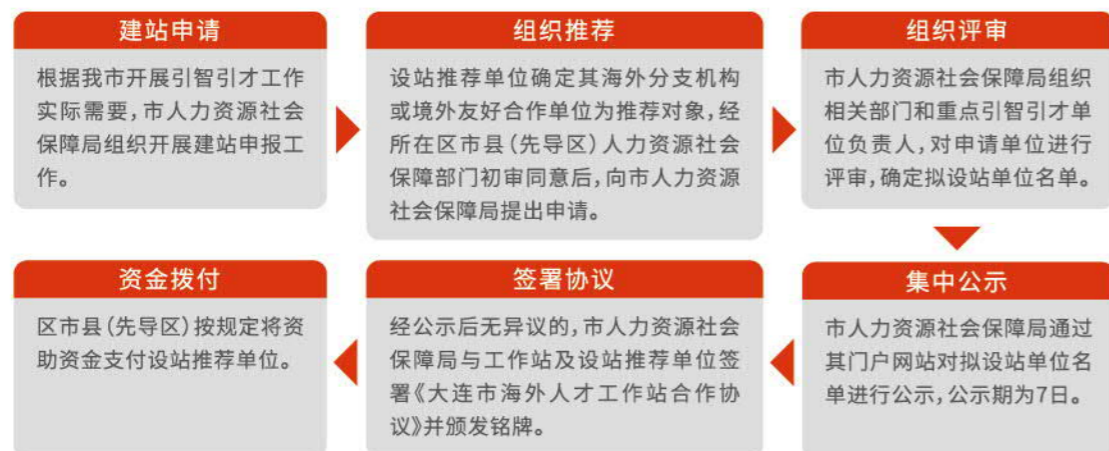 建站申请
根据我市开展引智引才工作
实际需要,市人力资源社会
保障局组织开展建站申报工
作。
组织推荐
设站推荐单位确定其海外分支机构
或境外友好合作单位为推荐对象,经
所在区市县(先导区)人力资源社会
保障部门初审同意后,向市人力资源
社会保障局提出申请。
组织评审
市人力资源社会保障局组织
相关部门和重点引智引才单
位负责人,对申请单位进行
评审,确定拟设站单位名单。
集中公示
市人力资源社会保障局通过
其门户网站对拟设站单位名
单进行公示,公示期为7日。
签署协议
经公示后无异议的,市人力资源社会
保障局与工作站及设站推荐单位签
署《大连市海外人才工作站合作协
议》并颁发铭牌。
资金拨付
区市县(先导区)按规定将资
助资金支付设站推荐单位。